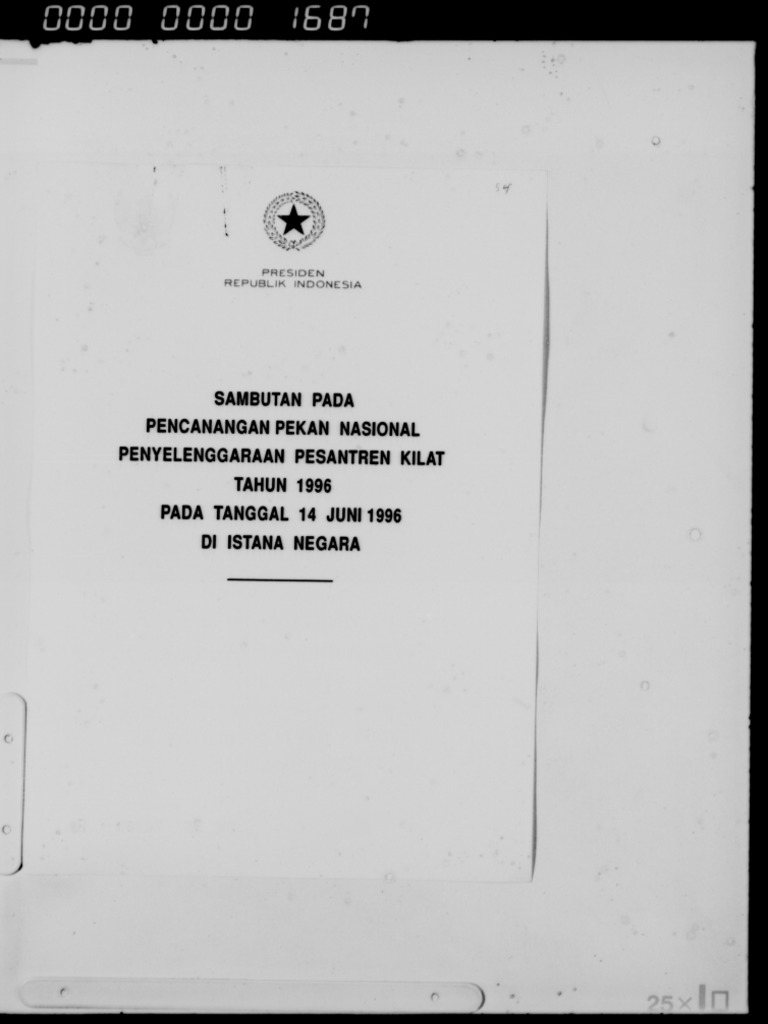 0000 0000 1687
PRESIDEN
REPUBLIK INDONESIA
SAMBUTAN PADA
PENCANANGAN PEKAN NASIONAL
PENYELENGGARAAN PESANTREN KILAT
TAHUN 1996
PADA TANGGAL 14 JUNI 1996
DI ISTANA NEGARA
25×